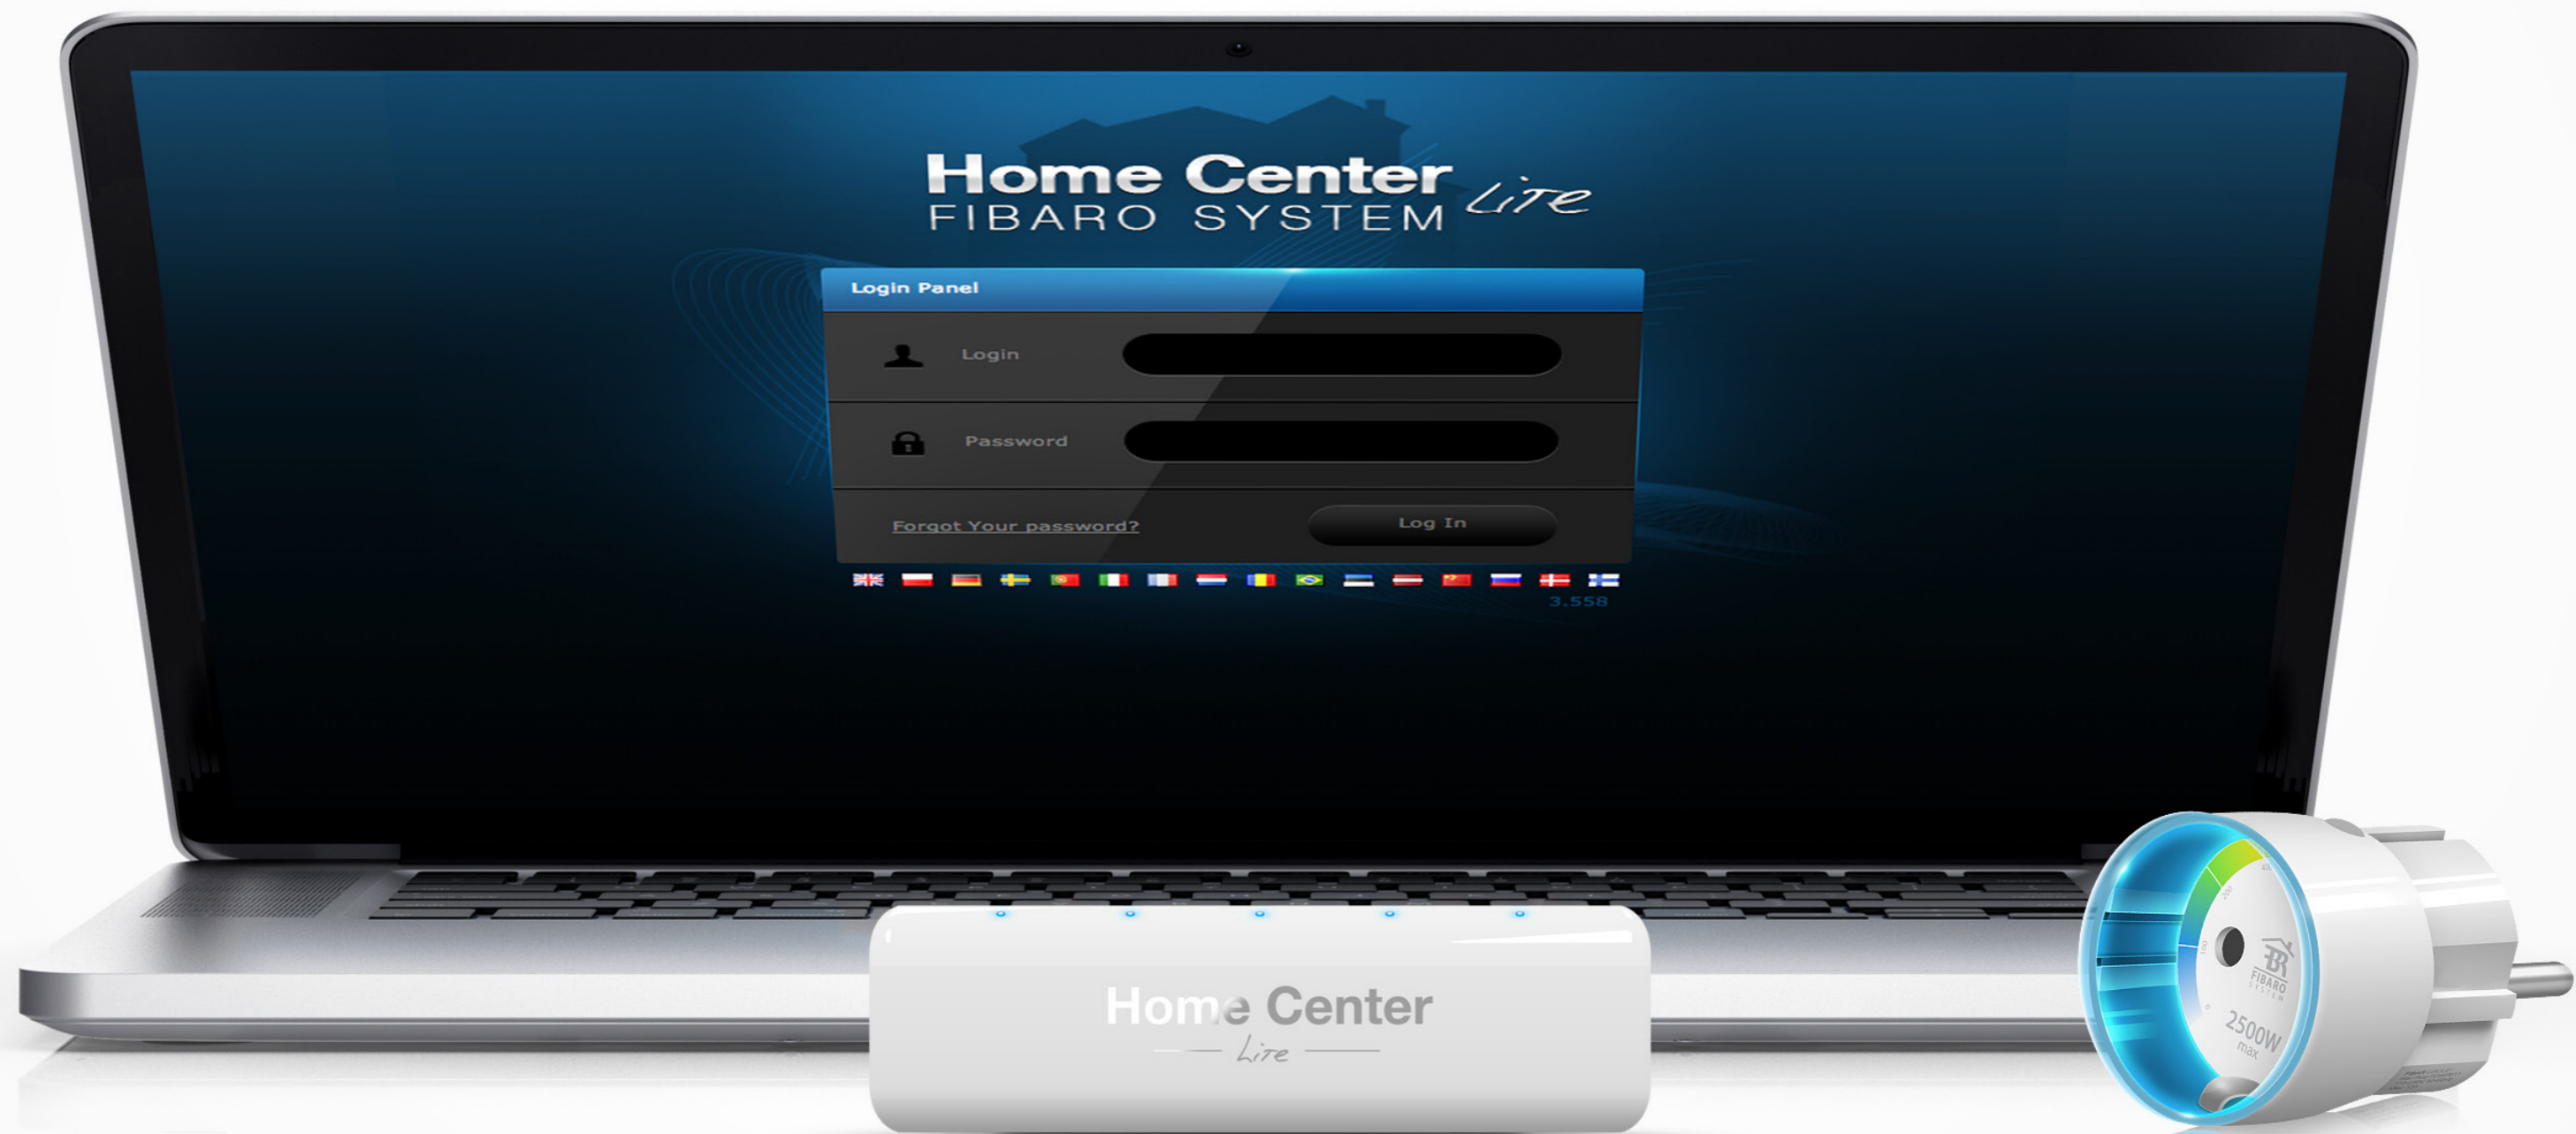 Home Center Lite
FIBARO SYSTEM
Login Panel
Login
Password
Forgot Your password?
Log In
3.558
Home Center
Lite
FIBARO
SYSTEM
2500W
max